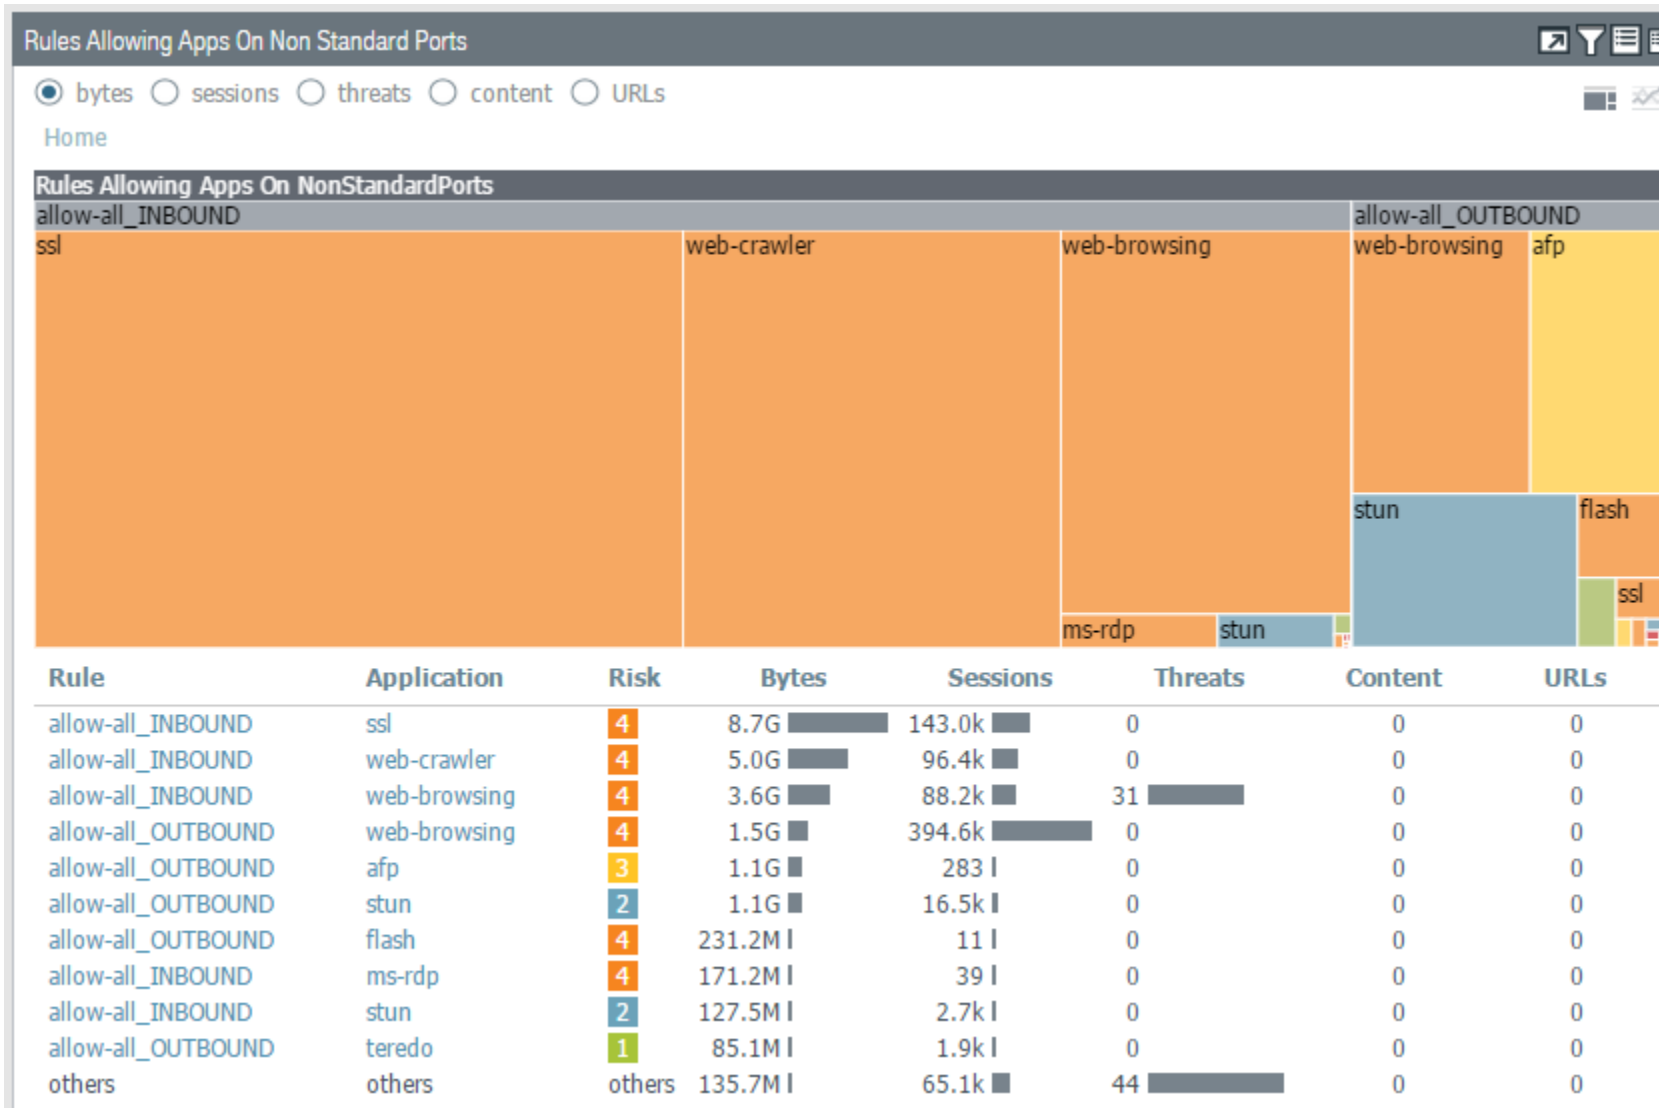 Rules Allowing Apps On Non Standard Ports
bytes sessions threats content URLs
Home
Rules Allowing Apps On NonStandardPorts
allow-all_INBOUND allow-all_OUTBOUND
ssl web-crawler web-browsing web-browsing afp
stun flash
ssl
ms-rdp stun
Rule Application Risk Bytes Sessions Threats Content URLs
allow-all_INBOUND ssl 4 8.7G 143.0k 0 0 0
allow-all_INBOUND web-crawler 4 5.0G 96.4k 0 0 0
allow-all_INBOUND web-browsing 4 3.6G 88.2k 31 0 0
allow-all_OUTBOUND web-browsing 4 1.5G 394.6k 0 0 0
allow-all_OUTBOUND afp 3 1.1G 283 0 0 0
allow-all_OUTBOUND stun 2 1.1G 16.5k 0 0 0
allow-all_OUTBOUND flash 4 231.2M 11 0 0 0
allow-all_INBOUND ms-rdp 4 171.2M 39 0 0 0
allow-all_INBOUND stun 2 127.5M 2.7k 0 0 0
allow-all_OUTBOUND teredo 1 85.1M 1.9k 0 0 0
others others others 135.7M 65.1k 44 0 0